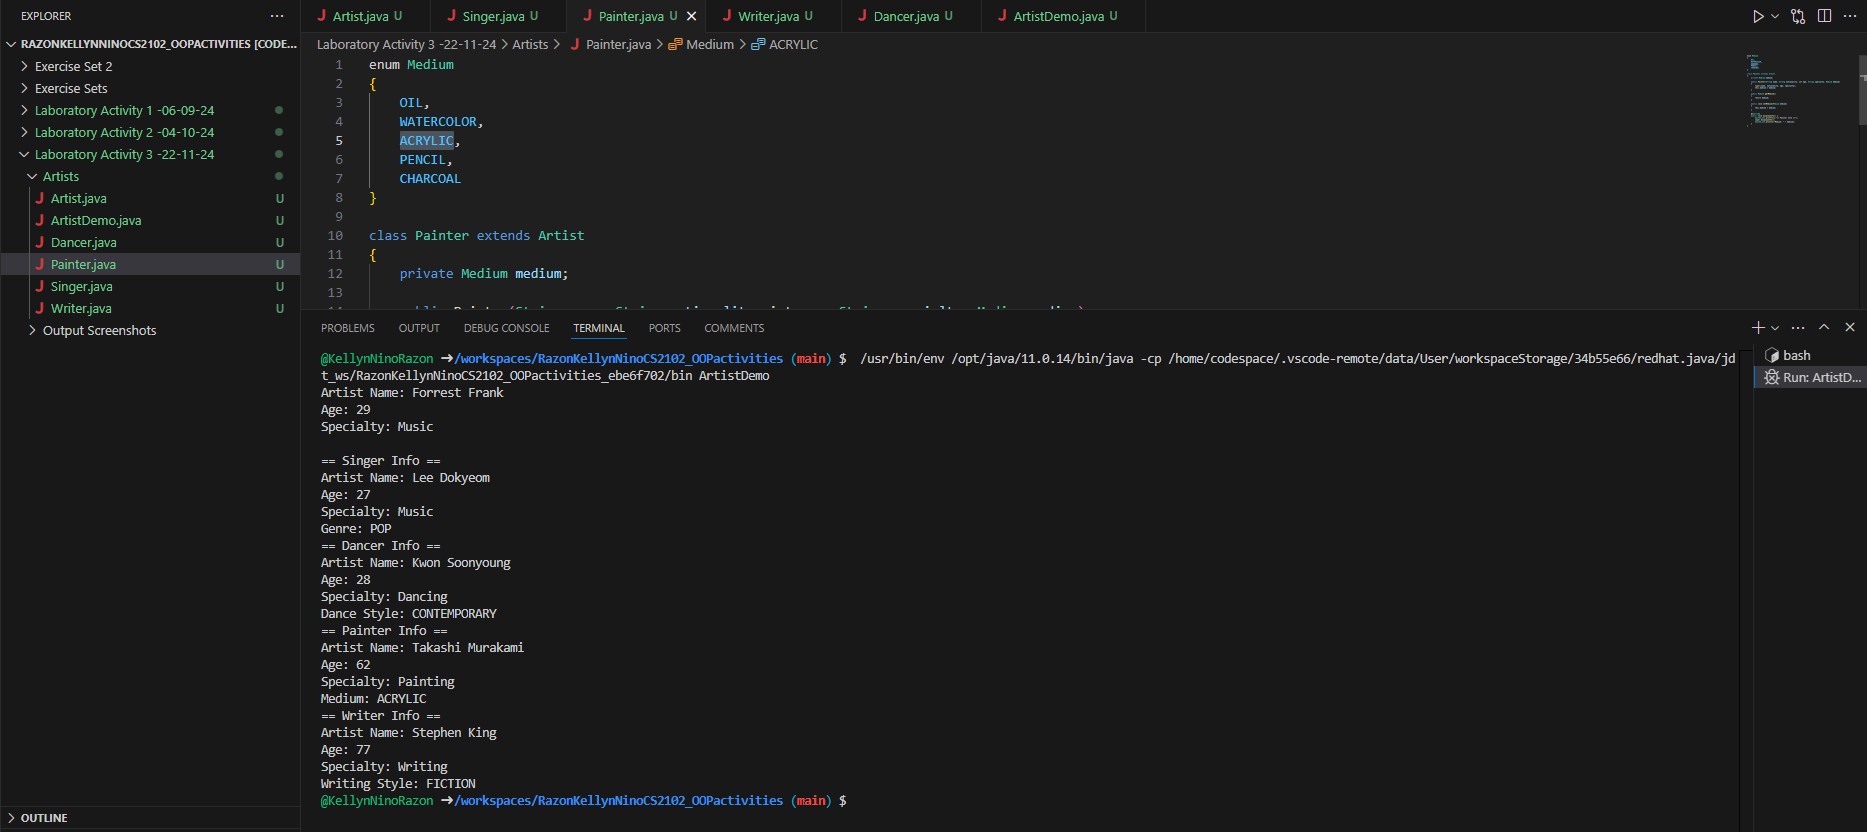 EXPLORER
RAZONKELLYNNINOCS2102_OOPACTIVITIES [CODE...
Exercise Set 2
Exercise Sets
Laboratory Activity 1 -06-09-24
Laboratory Activity 2 -04-10-24
Laboratory Activity 3 -22-11-24
Artists
Artist.java U
ArtistDemo.java U
Dancer.java U
Painter.java U
Singer.java U
Writer.java U
Output Screenshots
OUTLINE
Artist.java U Singer.java U Painter.java U Writer.java U Dancer.java U ArtistDemo.java U
Laboratory Activity 3 -22-11-24 > Artists > Painter.java > Medium > ACRYLIC
1 enum Medium
2 {
3 OIL,
4 WATERCOLOR,
5 ACRYLIC,
6 PENCIL,
7 CHARCOAL
8 }
9
10 class Painter extends Artist
11 {
12 private Medium medium;
13
PROBLEMS OUTPUT DEBUG CONSOLE TERMINAL PORTS COMMENTS
@KellynNinoRazon ➜/workspaces/RazonKellynNinoCS2102_OOPactivities (main) $ /usr/bin/env /opt/java/11.0.14/bin/java -cp /home/codespace/.vscode-remote/data/User/workspaceStorage/34b55e66/redhat.java/jd
t_ws/RazonKellynNinoCS2102_OOPactivities_ebe6f702/bin ArtistDemo
Artist Name: Forrest Frank
Age: 29
Specialty: Music
== Singer Info ==
Artist Name: Lee Dokyeom
Age: 27
Specialty: Music
Genre: POP
== Dancer Info ==
Artist Name: Kwon Soonyoung
Age: 28
Specialty: Dancing
Dance Style: CONTEMPORARY
== Painter Info ==
Artist Name: Takashi Murakami
Age: 62
Specialty: Painting
Medium: ACRYLIC
== Writer Info ==
Artist Name: Stephen King
Age: 77
Specialty: Writing
Writing Style: FICTION
@KellynNinoRazon ➜/workspaces/RazonKellynNinoCS2102_OOPactivities (main) $
bash
Run: ArtistD...